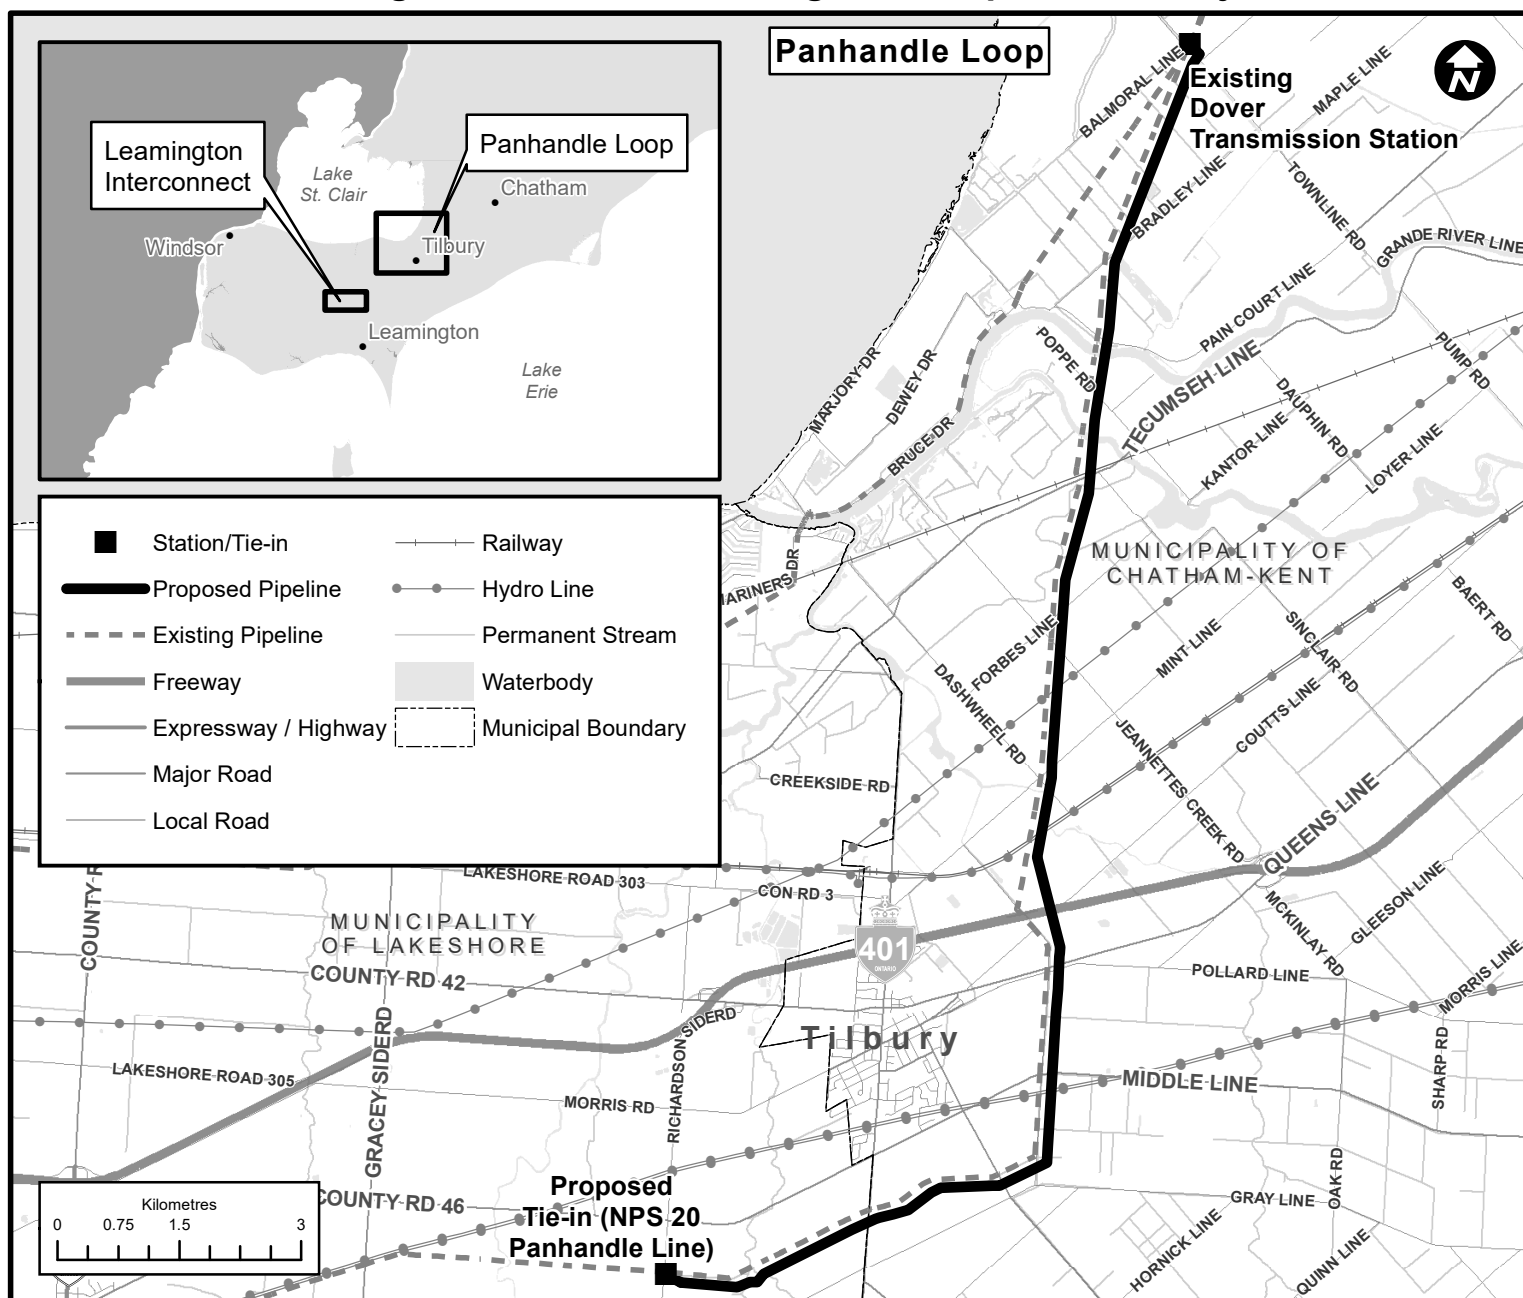 Panhandle Loop
N
Existing
Dover
Transmission Station
Leamington
Interconnect
Panhandle Loop
Lake
St. Clair
Chatham
Windsor
Tilbury
Leamington
Lake
Erie
Station/Tie-in
Proposed Pipeline
Existing Pipeline
Freeway
Expressway / Highway
Major Road
Local Road
Railway
Hydro Line
Permanent Stream
Waterbody
Municipal Boundary
BALMORAL LINE
MAPLE LINE
BRADLEY LINE
TOWNLINE RD
GRANDE RIVER LINE
PAIN COURT LINE
POPPE RD
PUMP RD
TECUMSEH LINE
MARJORY DR
DEWEY DR
BRUCE DR
DAUPHIN RD
KANTOR LINE
LOYER LINE
MUNICIPALITY OF
CHATHAM-KENT
MARINERS DR
FORBES LINE
DASHWHEEL RD
MINT LINE
SINCLAIR RD
BAERT RD
COUTTS LINE
JEANNETTES CREEK RD
QUEENS LINE
CREEKSIDE RD
LAKESHORE ROAD 303
CON RD 3
MUNICIPALITY
OF LAKESHORE
COUNTY R
COUNTY RD 42
401
ONTARIO
MCKINLAY RD
GLEESON LINE
POLLARD LINE
MORRIS LINE
GRACEY SIDERD
RICHARDSON SIDERD
Tilbury
LAKESHORE ROAD 305
MORRIS RD
MIDDLE LINE
SHARP RD
COUNTY RD 46
Proposed
Tie-in (NPS 20
Panhandle Line)
GRAY LINE
OAK RD
HORNICK LINE
QUINN LINE
Kilometres
0 0.75 1.5 3